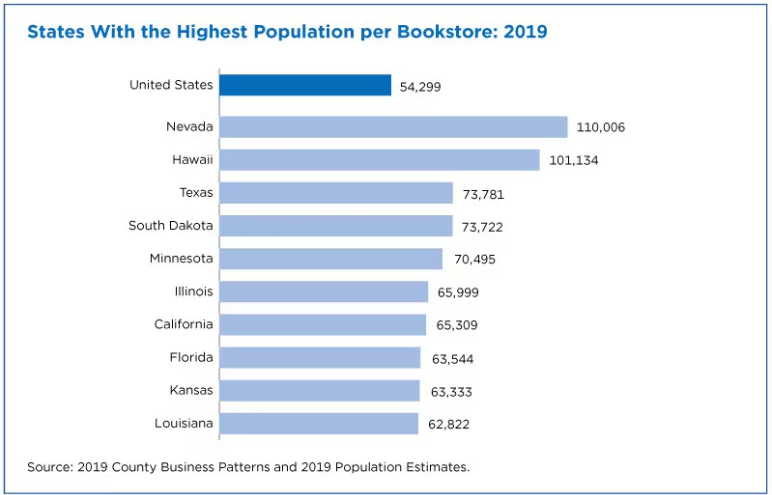 States With the Highest Population per Bookstore: 2019
United States 54,299
Nevada 110,006
Hawaii 101,134
Texas 73,781
South Dakota 73,722
Minnesota 70,495
Illinois 65,999
California 65,309
Florida 63,544
Kansas 63,333
Louisiana 62,822
Source: 2019 County Business Patterns and 2019 Population Estimates.